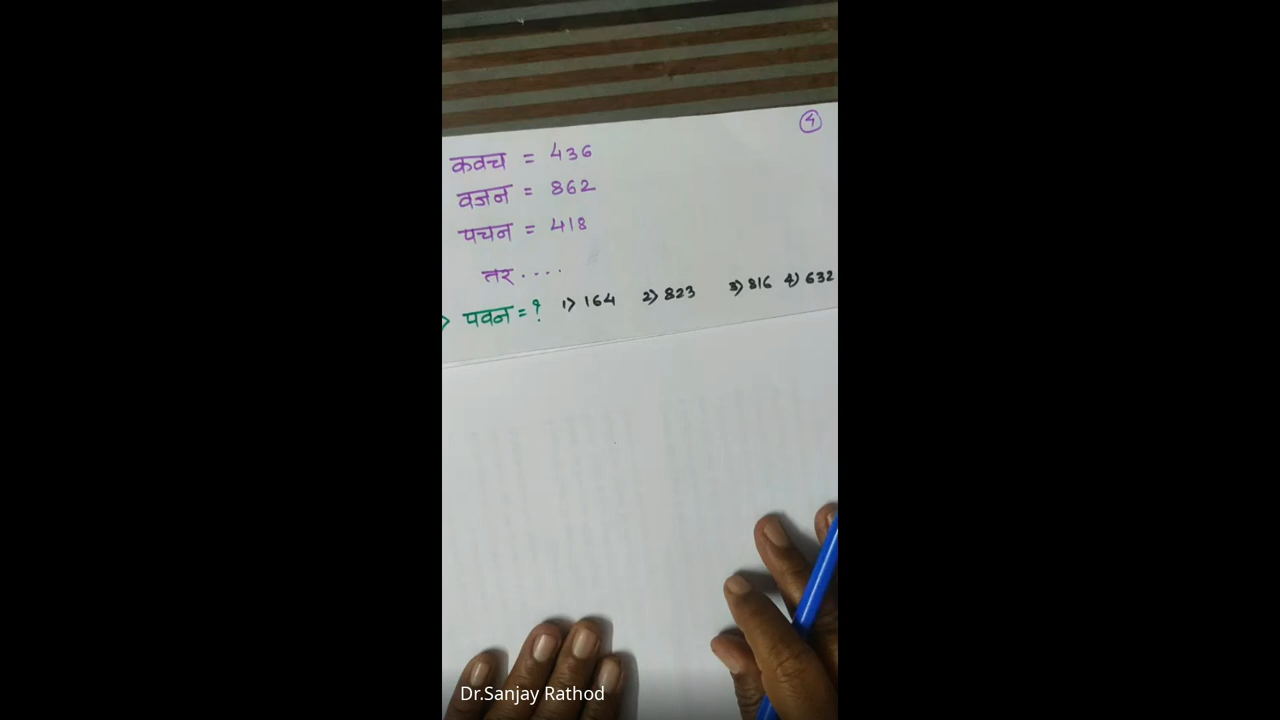 4
कवच = 436
वजन = 862
पचन = 418
तर ....
पवन = ? 1) 164 2) 823 3) 816 4) 632
Dr.Sanjay Rathod